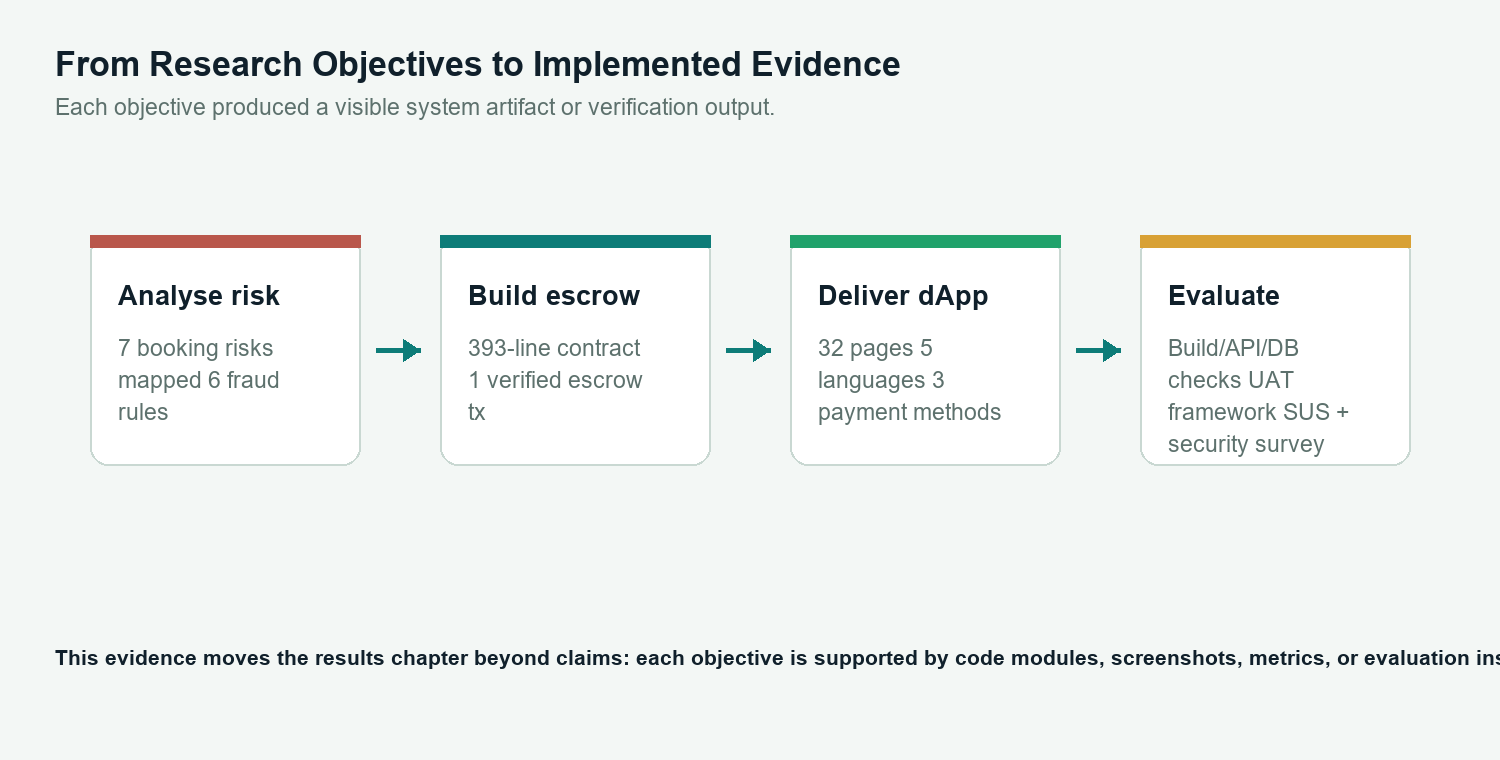 From Research Objectives to Implemented Evidence
Each objective produced a visible system artifact or verification output.
Analyse risk
7 booking risks
mapped 6 fraud
rules
Build escrow
393-line contract
1 verified escrow
tx
Deliver dApp
32 pages 5
languages 3
payment methods
Evaluate
Build/API/DB
checks UAT
framework SUS +
security survey
This evidence moves the results chapter beyond claims: each objective is supported by code modules, screenshots, metrics, or evaluation